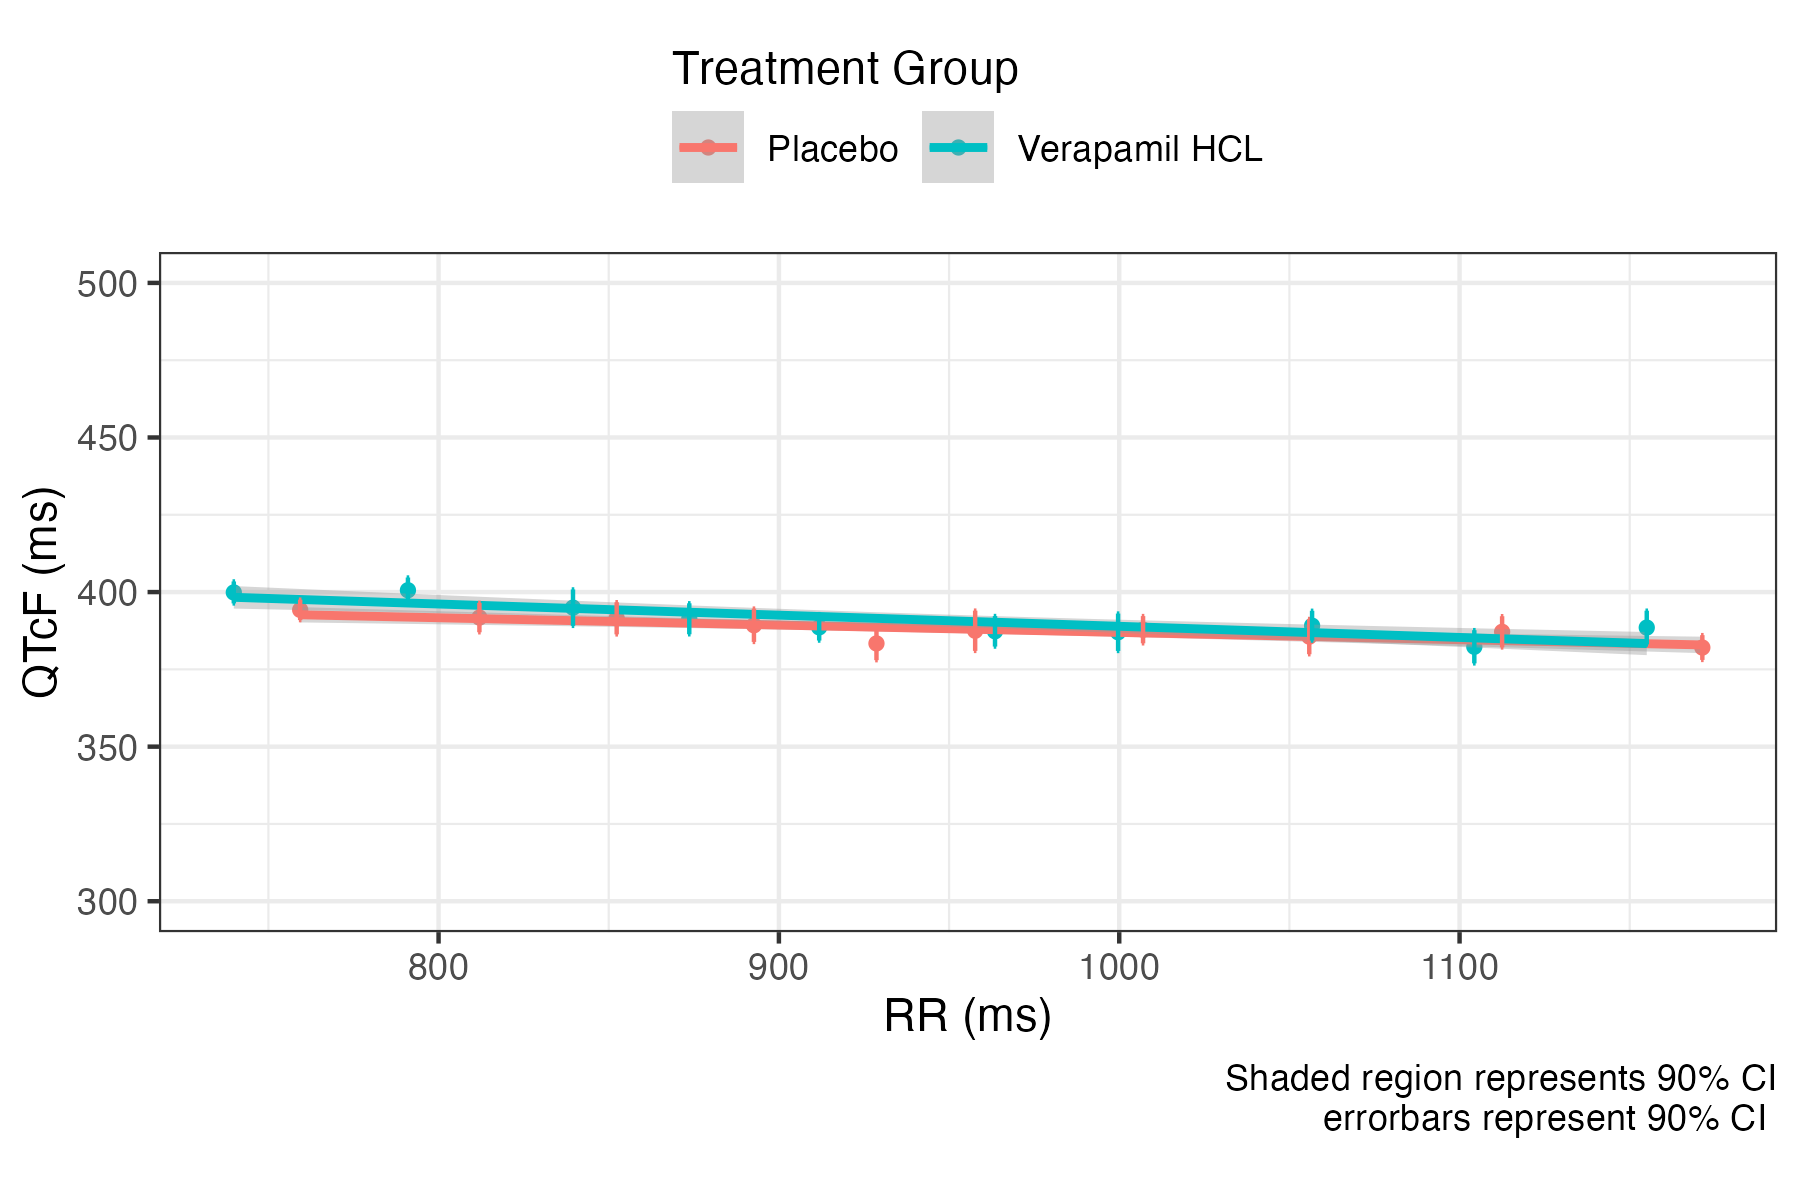 Treatment Group
Placebo Verapamil HCL
500
450
400
350
300
QTcF (ms)
800 900 1000 1100
RR (ms)
Shaded region represents 90% CI
errorbars represent 90% CI